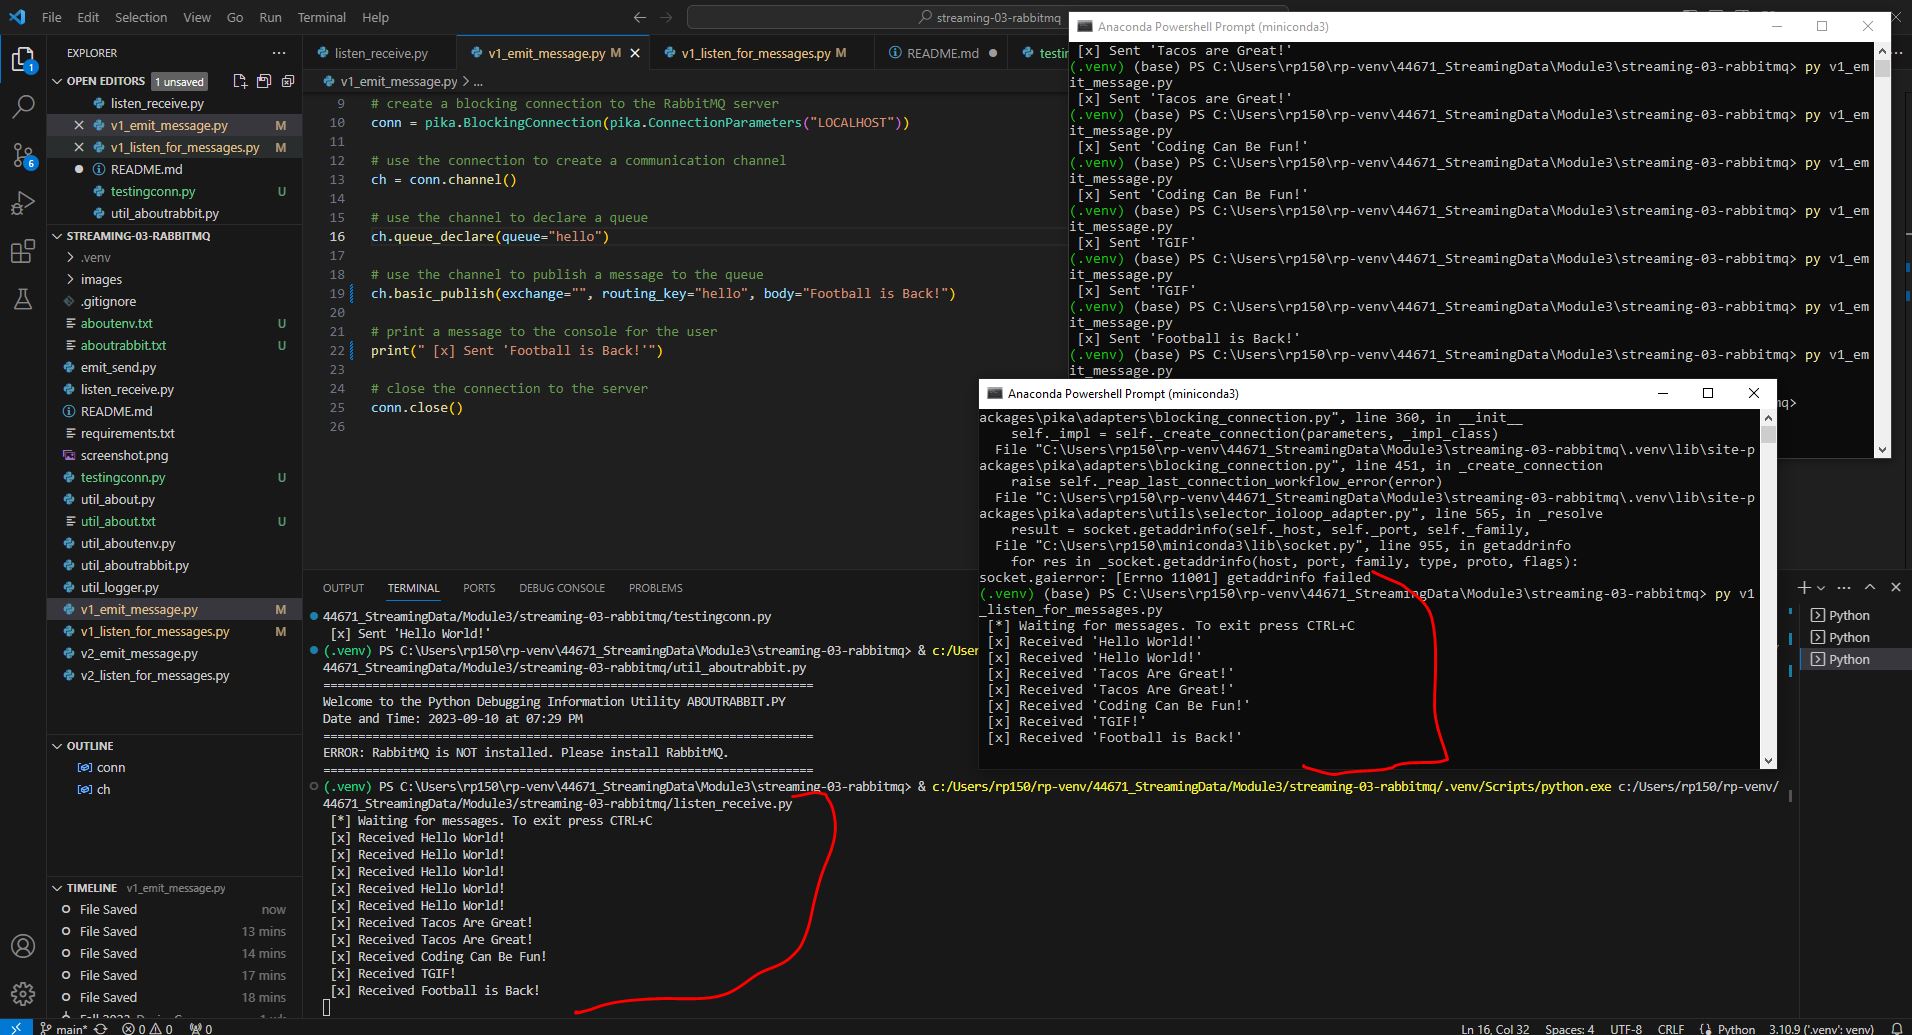 File Edit Selection View Go Run Terminal Help
streaming-03-rabbitmq
EXPLORER
OPEN EDITORS 1 unsaved
listen_receive.py
v1_emit_message.py M
v1_listen_for_messages.py M
README.md
testingconn.py U
util_aboutrabbit.py
STREAMING-03-RABBITMQ
.venv
images
.gitignore
aboutenv.txt U
aboutrabbit.txt U
emit_send.py
listen_receive.py
README.md
requirements.txt
screenshot.png
testingconn.py U
util_about.py
util_about.txt U
util_aboutenv.py
util_aboutrabbit.py
util_logger.py
v1_emit_message.py M
v1_listen_for_messages.py M
v2_emit_message.py
v2_listen_for_messages.py
OUTLINE
conn
ch
TIMELINE v1_emit_message.py
File Saved now
File Saved 13 mins
File Saved 14 mins
File Saved 17 mins
File Saved 18 mins
listen_receive.py v1_emit_message.py M v1_listen_for_messages.py M README.md testin
v1_emit_message.py > ...
9 # create a blocking connection to the RabbitMQ server
10 conn = pika.BlockingConnection(pika.ConnectionParameters("LOCALHOST"))
11
12 # use the connection to create a communication channel
13 ch = conn.channel()
14
15 # use the channel to declare a queue
16 ch.queue_declare(queue="hello")
17
18 # use the channel to publish a message to the queue
19 ch.basic_publish(exchange="", routing_key="hello", body="Football is Back!")
20
21 # print a message to the console for the user
22 print(" [x] Sent 'Football is Back!'")
23
24 # close the connection to the server
25 conn.close()
26
Anaconda Powershell Prompt (miniconda3)
[x] Sent 'Tacos are Great!'
(.venv) (base) PS C:\Users\rp150\rp-venv\44671_StreamingData\Module3\streaming-03-rabbitmq> py v1_em
it_message.py
[x] Sent 'Tacos are Great!'
(.venv) (base) PS C:\Users\rp150\rp-venv\44671_StreamingData\Module3\streaming-03-rabbitmq> py v1_em
it_message.py
[x] Sent 'Coding Can Be Fun!'
(.venv) (base) PS C:\Users\rp150\rp-venv\44671_StreamingData\Module3\streaming-03-rabbitmq> py v1_em
it_message.py
[x] Sent 'Coding Can Be Fun!'
(.venv) (base) PS C:\Users\rp150\rp-venv\44671_StreamingData\Module3\streaming-03-rabbitmq> py v1_em
it_message.py
[x] Sent 'TGIF'
(.venv) (base) PS C:\Users\rp150\rp-venv\44671_StreamingData\Module3\streaming-03-rabbitmq> py v1_em
it_message.py
[x] Sent 'TGIF'
(.venv) (base) PS C:\Users\rp150\rp-venv\44671_StreamingData\Module3\streaming-03-rabbitmq> py v1_em
it_message.py
[x] Sent 'Football is Back!'
(.venv) (base) PS C:\Users\rp150\rp-venv\44671_StreamingData\Module3\streaming-03-rabbitmq> py v1_em
it_message.py
mq>
Anaconda Powershell Prompt (miniconda3)
ackages\pika\adapters\blocking_connection.py", line 360, in __init__
self._impl = self._create_connection(parameters, _impl_class)
File "C:\Users\rp150\rp-venv\44671_StreamingData\Module3\streaming-03-rabbitmq\.venv\lib\site-p
ackages\pika\adapters\blocking_connection.py", line 451, in _create_connection
raise self._reap_last_connection_workflow_error(error)
File "C:\Users\rp150\rp-venv\44671_StreamingData\Module3\streaming-03-rabbitmq\.venv\lib\site-p
ackages\pika\adapters\utils\selector_ioloop_adapter.py", line 565, in _resolve
result = socket.getaddrinfo(self._host, self._port, self._family,
File "C:\Users\rp150\miniconda3\lib\socket.py", line 955, in getaddrinfo
for res in _socket.getaddrinfo(host, port, family, type, proto, flags):
socket.gaierror: [Errno 11001] getaddrinfo failed
(.venv) (base) PS C:\Users\rp150\rp-venv\44671_StreamingData\Module3\streaming-03-rabbitmq> py v1
_listen_for_messages.py
[*] Waiting for messages. To exit press CTRL+C
[x] Received 'Hello World!'
[x] Received 'Hello World!'
[x] Received 'Tacos Are Great!'
[x] Received 'Tacos Are Great!'
[x] Received 'Coding Can Be Fun!'
[x] Received 'TGIF!'
[x] Received 'Football is Back!'
OUTPUT TERMINAL PORTS DEBUG CONSOLE PROBLEMS
44671_StreamingData/Module3/streaming-03-rabbitmq/testingconn.py
[x] Sent 'Hello World!'
(.venv) PS C:\Users\rp150\rp-venv\44671_StreamingData\Module3\streaming-03-rabbitmq> & c:/User
44671_StreamingData/Module3/streaming-03-rabbitmq/util_aboutrabbit.py
======================================================================
Welcome to the Python Debugging Information Utility ABOUTRABBIT.PY
Date and Time: 2023-09-10 at 07:29 PM
======================================================================
ERROR: RabbitMQ is NOT installed. Please install RabbitMQ.
======================================================================
(.venv) PS C:\Users\rp150\rp-venv\44671_StreamingData\Module3\streaming-03-rabbitmq> & c:/Users/rp150/rp-venv/44671_StreamingData/Module3/streaming-03-rabbitmq/.venv/Scripts/python.exe c:/Users/rp150/rp-venv/
44671_StreamingData/Module3/streaming-03-rabbitmq/listen_receive.py
[*] Waiting for messages. To exit press CTRL+C
[x] Received Hello World!
[x] Received Hello World!
[x] Received Hello World!
[x] Received Hello World!
[x] Received Hello World!
[x] Received Tacos Are Great!
[x] Received Tacos Are Great!
[x] Received Coding Can Be Fun!
[x] Received TGIF!
[x] Received Football is Back!
Python
Python
Python
main* 0 0 0 Ln 16, Col 32 Spaces: 4 UTF-8 CRLF Python 3.10.9 ('.venv': venv)